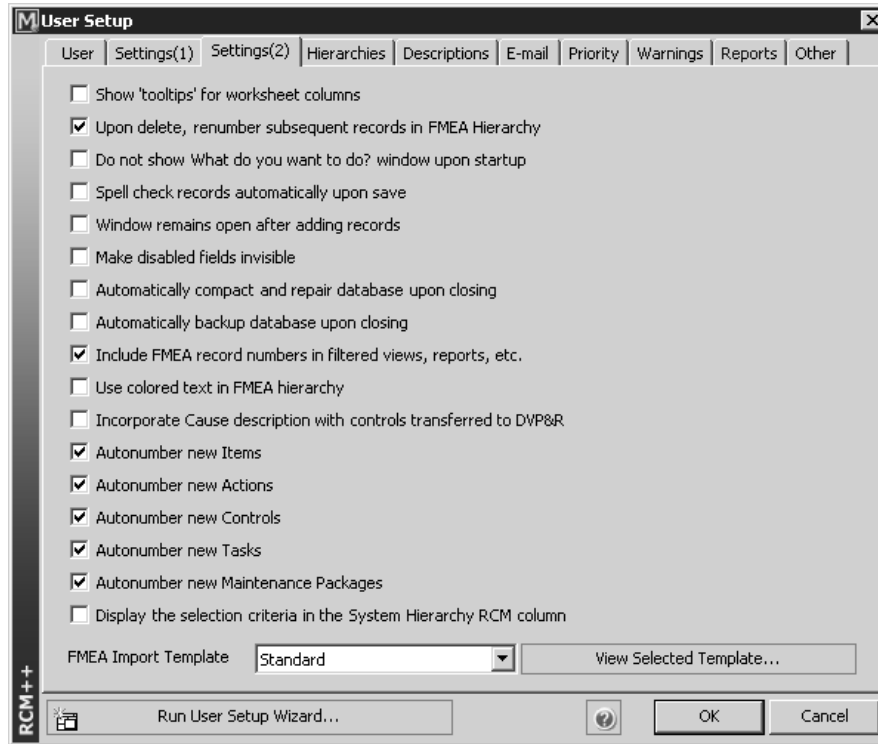 User Setup
User Settings(1) Settings(2) Hierarchies Descriptions E-mail Priority Warnings Reports Other
Show 'tooltips' for worksheet columns
Upon delete, renumber subsequent records in FMEA Hierarchy
Do not show What do you want to do? window upon startup
Spell check records automatically upon save
Window remains open after adding records
Make disabled fields invisible
Automatically compact and repair database upon closing
Automatically backup database upon closing
Include FMEA record numbers in filtered views, reports, etc.
Use colored text in FMEA hierarchy
Incorporate Cause description with controls transferred to DVP&R
Autonumber new Items
Autonumber new Actions
Autonumber new Controls
Autonumber new Tasks
Autonumber new Maintenance Packages
Display the selection criteria in the System Hierarchy RCM column
FMEA Import Template Standard View Selected Template...
RCM++
Run User Setup Wizard... ? OK Cancel